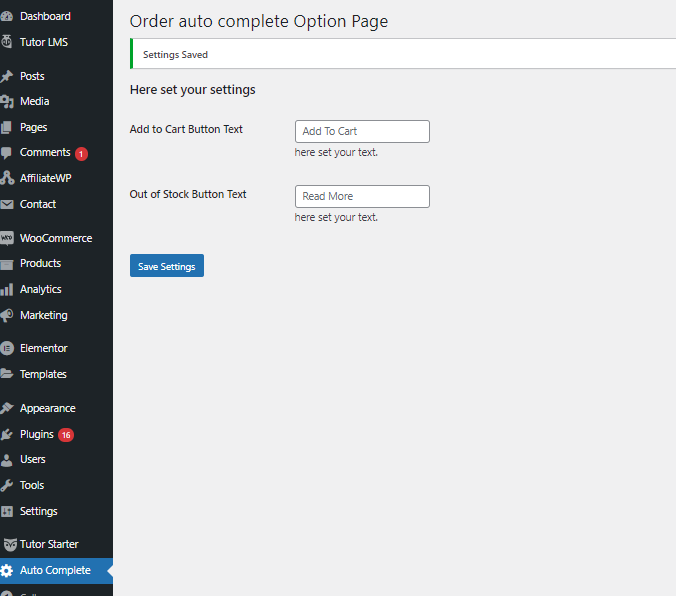 Dashboard
Tutor LMS
Posts
Media
Pages
Comments 1
AffiliateWP
Contact
WooCommerce
Products
Analytics
Marketing
Elementor
Templates
Appearance
Plugins 16
Users
Tools
Settings
Tutor Starter
Auto Complete
Order auto complete Option Page
Settings Saved
Here set your settings
Add to Cart Button Text
Add To Cart
here set your text.
Out of Stock Button Text
Read More
here set your text.
Save Settings